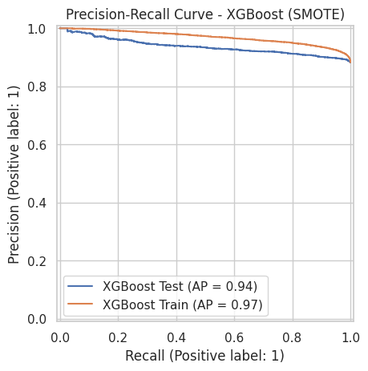 Precision-Recall Curve - XGBoost (SMOTE)
1.0
0.8
0.6
0.4
0.2
0.0
Precision (Positive label: 1)
XGBoost Test (AP = 0.94)
XGBoost Train (AP = 0.97)
0.0 0.2 0.4 0.6 0.8 1.0
Recall (Positive label: 1)